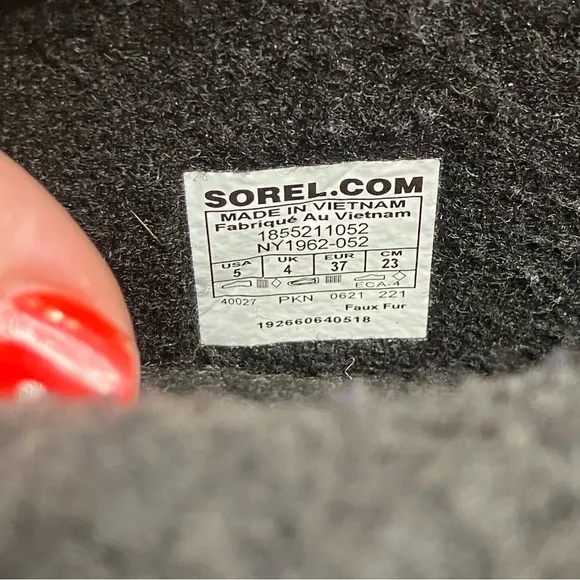 SOREL.COM
MADE IN VIETNAM
Fabriqué Au Vietnam
1855211052
NY1962-052
USA UK EUR CM
5 4 37 23
ECA-4
40027 PKN 0621 221
Faux Fur
192660640518